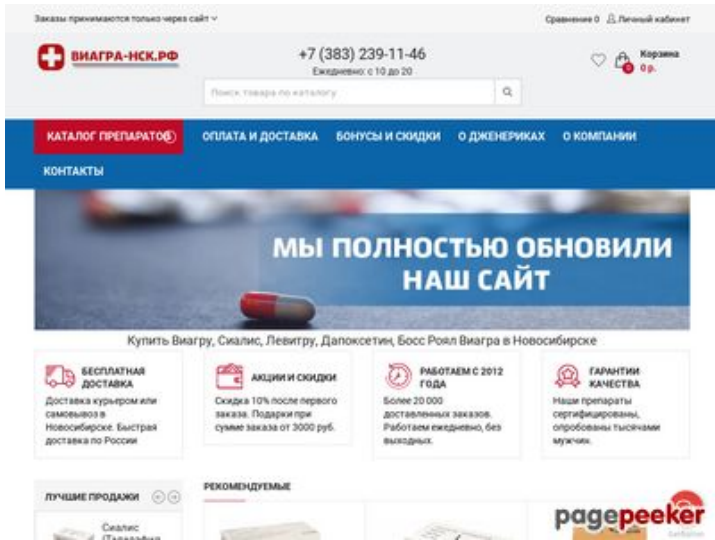 Заказы принимаются только через сайт
Сравнение 0 Личный кабинет
ВИАГРА-НСК.РФ
+7 (383) 239-11-46
Ежедневно: с 10 до 20
Корзина
0
0 р.
Поиск товара по каталогу
КАТАЛОГ ПРЕПАРАТОВ
ОПЛАТА И ДОСТАВКА
БОНУСЫ И СКИДКИ
О ДЖЕНЕРИКАХ
О КОМПАНИИ
КОНТАКТЫ
МЫ ПОЛНОСТЬЮ ОБНОВИЛИ
НАШ САЙТ
Купить Виагру, Сиалис, Левитру, Дапоксетин, Босс Роял Виагра в Новосибирске
БЕСПЛАТНАЯ
ДОСТАВКА
Доставка курьером или
самовывоз в
Новосибирске. Быстрая
доставка по России
АКЦИИ И СКИДКИ
Скидка 10% после первого
заказа. Подарки при
сумме заказа от 3000 руб.
РАБОТАЕМ С 2012
ГОДА
Более 20 000
доставленных заказов.
Работаем ежедневно, без
выходных.
ГАРАНТИИ
КАЧЕСТВА
Наши препараты
сертифицированы,
опробованы тысячами
мужчин.
ЛУЧШИЕ ПРОДАЖИ
РЕКОМЕНДУЕМЫЕ
Сиалис
pagepeeker